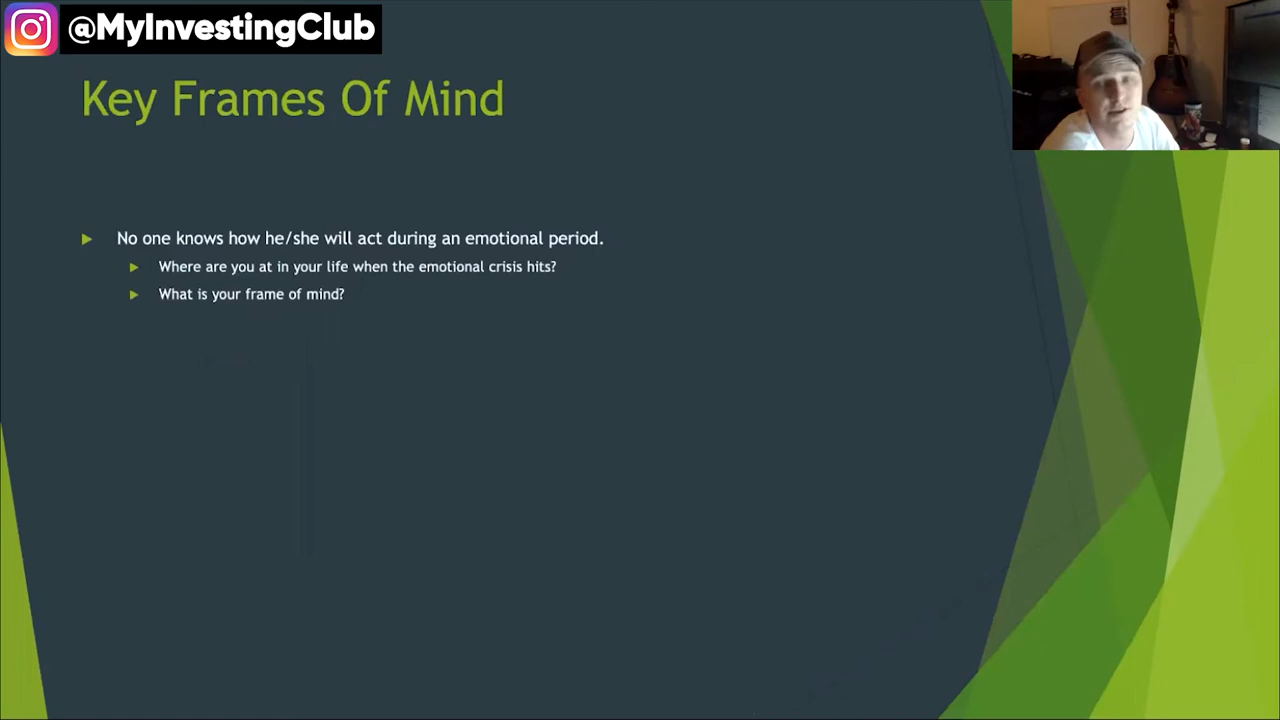 @MyInvestingClub
Key Frames Of Mind
No one knows how he/she will act during an emotional period.
Where are you at in your life when the emotional crisis hits?
What is your frame of mind?